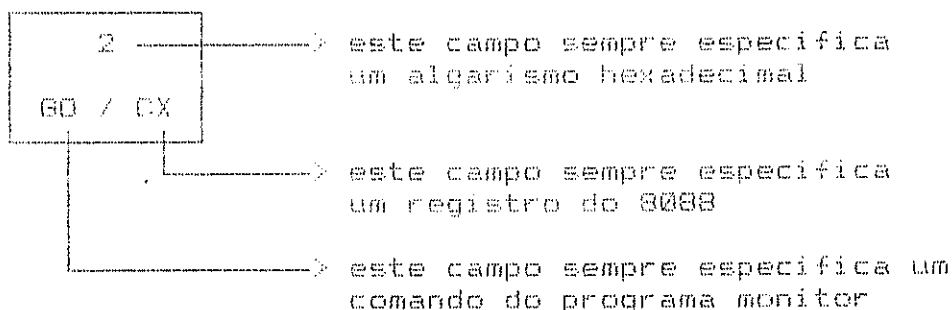 2 este campo sempre especifica
um algarismo hexadecimal
GO / CX
este campo sempre especifica
um registro do 8088
este campo sempre especifica um
comando do programa monitor